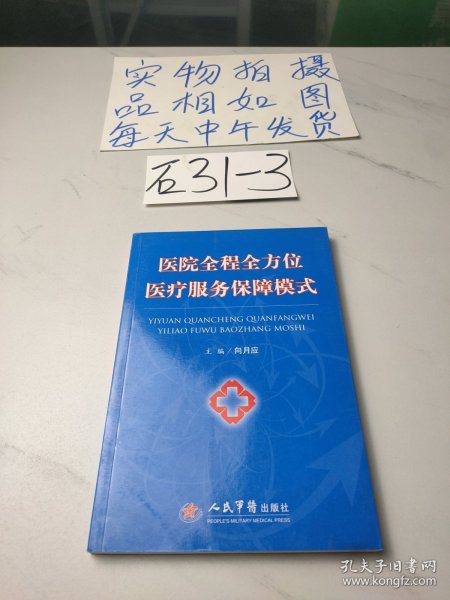 实物拍摄
品相如图
每天中午发货
石31-3
医院全程全方位
医疗服务保障模式
YIYUAN QUANCHENG QUANFANGWEI
YILIAO FUWU BAOZHANG MOSHI
主 编/向月应
人民军医出版社
PEOPLE'S MILITARY MEDICAL PRESS
孔夫子旧书网
www.kongfz.com